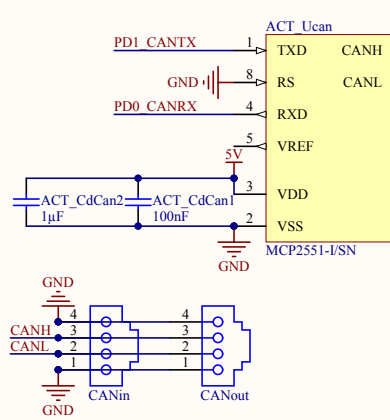 ACT_Ucan
PD1_CANTX 1 TXD CANH
GND 8 RS CANL
PD0_CANRX 4 RXD
5 VREF
5V
ACT_CdCan2 ACT_CdCan1 3 VDD
1µF 100nF
2 VSS
GND MCP2551-I/SN
GND
4 4
CANH 3 3
CANL 2 2
1 1
CANin CANout
GND